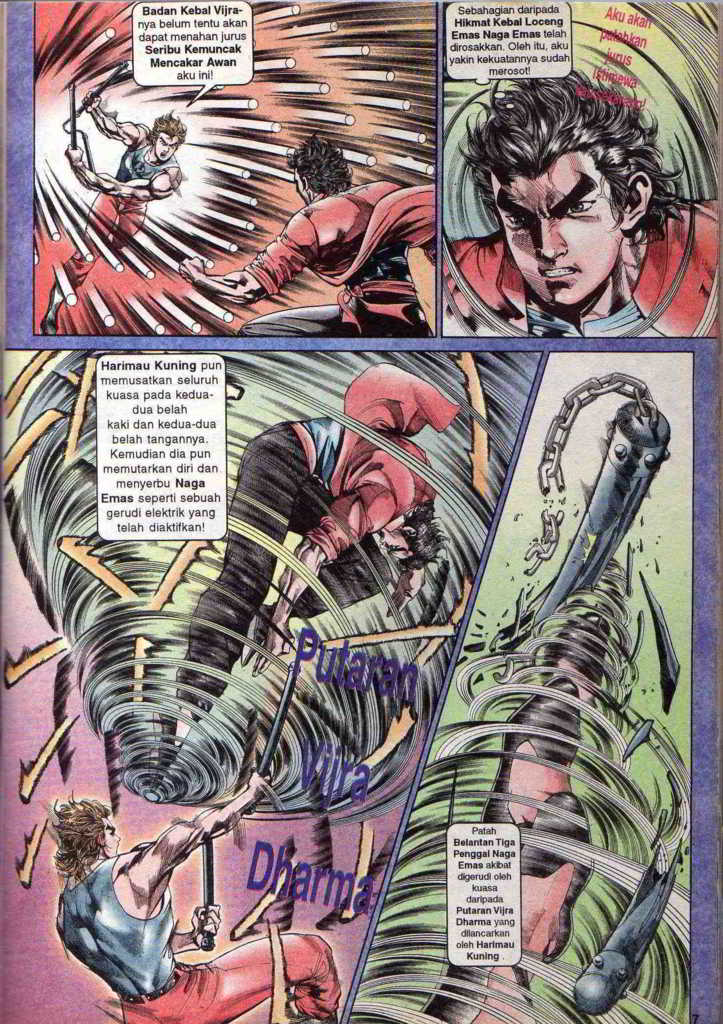 Badan Kebal Vijra-
nya belum tentu akan
dapat menahan jurus
Seribu Kemuncak
Mencakar Awan
aku ini!
Sebahagian daripada
Hikmat Kebal Loceng
Emas Naga Emas telah
dirosakkan. Oleh itu, aku
yakin kekuatannya sudah
merosot!
Aku akan
patahkan
jurus
istimewa
Harimau Kuning pun
memusatkan seluruh
kuasa pada kedua-
dua belah
kaki dan kedua-dua
belah tangannya.
Kemudian dia pun
memutarkan diri dan
menyerbu Naga
Emas seperti sebuah
gerudi elektrik yang
telah diaktifkan!
Putaran
Vijra
Dharma
Patah
Belantan Tiga
Penggal Naga
Emas akibat
digerudi oleh
kuasa
daripada
Putaran Vijra
Dharma yang
dilancarkan
oleh Harimau
Kuning .
7